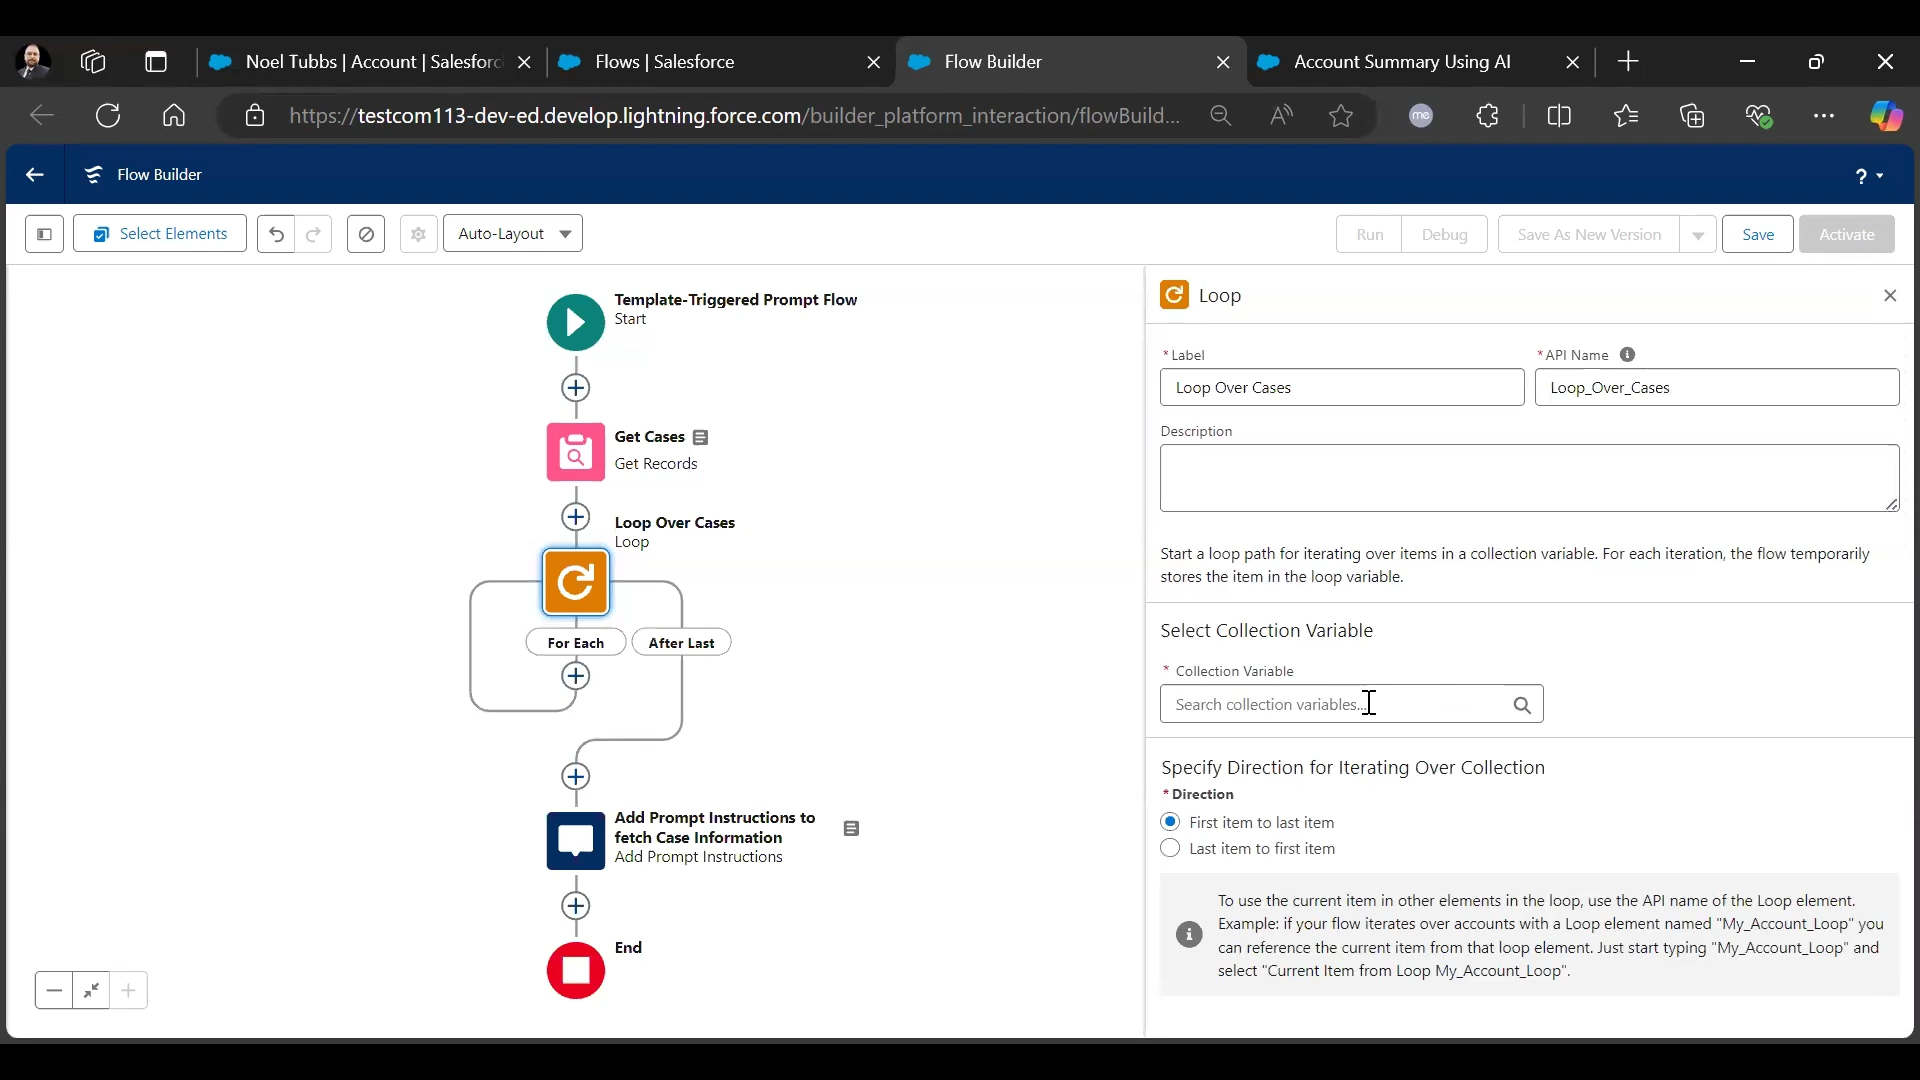 Noel Tubbs | Account | Salesforc
Flows | Salesforce
Flow Builder
Account Summary Using AI
https://testcom113-dev-ed.develop.lightning.force.com/builder_platform_interaction/flowBuild...
me
Flow Builder
?
Select Elements
Auto-Layout
Run
Debug
Save As New Version
Save
Activate
Template-Triggered Prompt Flow
Start
Get Cases
Get Records
Loop Over Cases
Loop
For Each
After Last
Add Prompt Instructions to
fetch Case Information
Add Prompt Instructions
End
Loop
* Label
* API Name
Loop Over Cases
Loop_Over_Cases
Description
Start a loop path for iterating over items in a collection variable. For each iteration, the flow temporarily
stores the item in the loop variable.
Select Collection Variable
* Collection Variable
Search collection variables...
Specify Direction for Iterating Over Collection
* Direction
First item to last item
Last item to first item
To use the current item in other elements in the loop, use the API name of the Loop element.
Example: if your flow iterates over accounts with a Loop element named "My_Account_Loop" you
can reference the current item from that loop element. Just start typing "My_Account_Loop" and
select "Current Item from Loop My_Account_Loop".